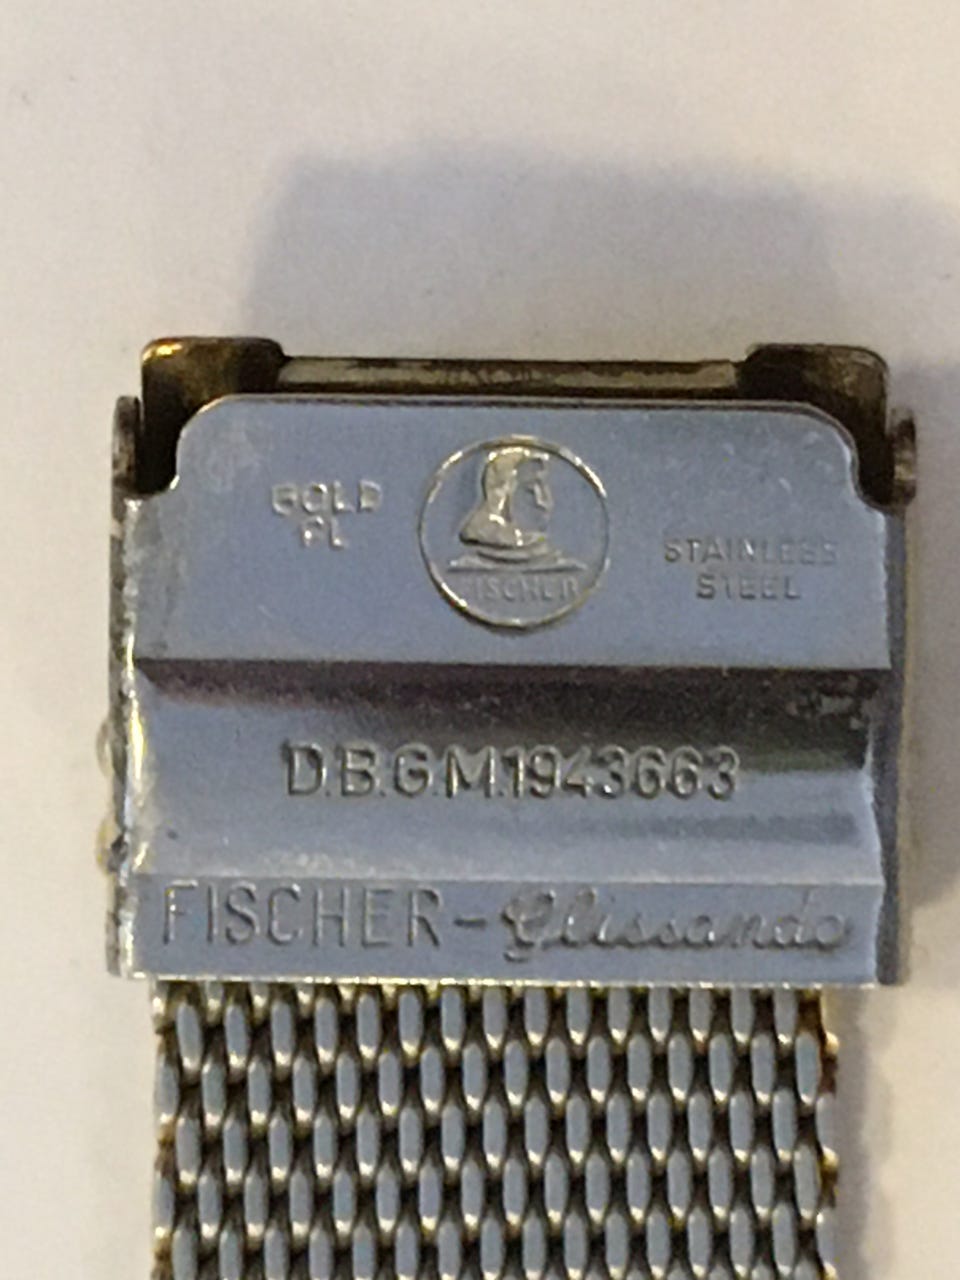 GOLD
PL
FISCHER
STAINLESS
STEEL
D.B.G.M.1943663
FISCHER-Glissando